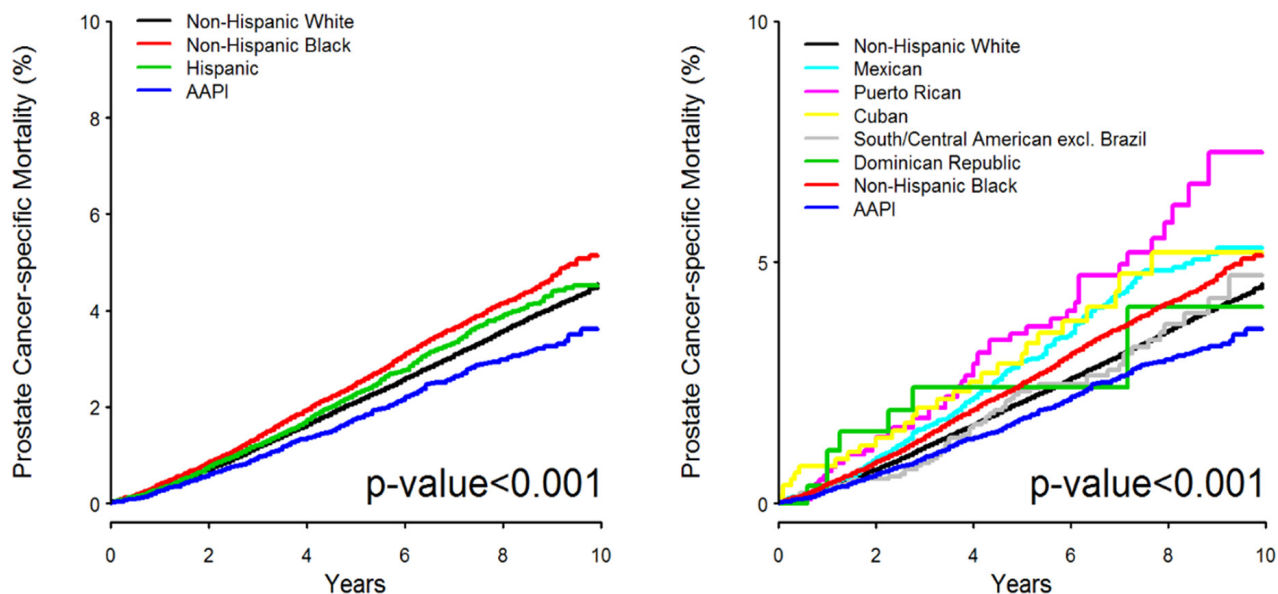 Prostate Cancer-specific Mortality (%)
10
8
6
4
2
0
Non-Hispanic White
Non-Hispanic Black
Hispanic
AAPI
p-value<0.001
0 2 4 6 8 10
Years
Prostate Cancer-specific Mortality (%)
10
5
0
Non-Hispanic White
Mexican
Puerto Rican
Cuban
South/Central American excl. Brazil
Dominican Republic
Non-Hispanic Black
AAPI
p-value<0.001
0 2 4 6 8 10
Years